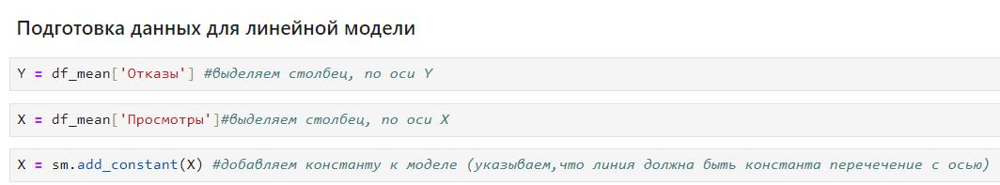 Подготовка данных для линейной модели
Y = df_mean['Отказы'] #выделяем столбец, по оси Y
X = df_mean['Просмотры']#выделяем столбец, по оси X
X = sm.add_constant(X) #добавляем константу к моделе (указываем,что линия должна быть константа перечечение с осью)